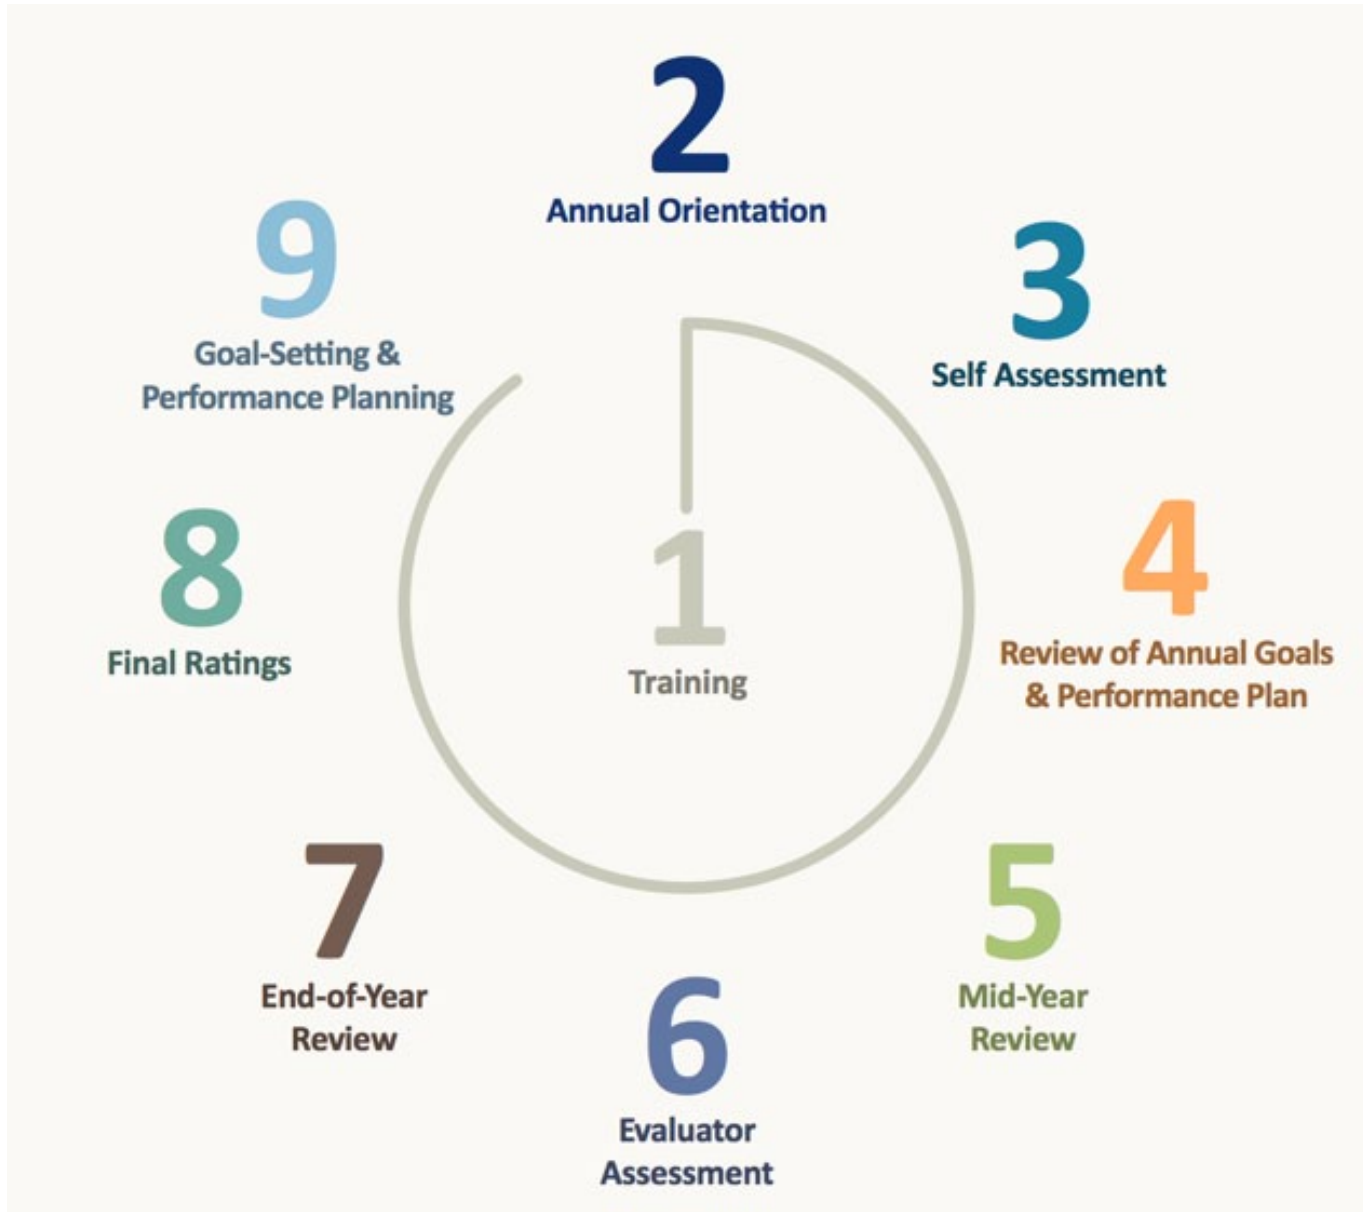 2
Annual Orientation
3
Self Assessment
4
Review of Annual Goals
& Performance Plan
5
Mid-Year
Review
6
Evaluator
Assessment
7
End-of-Year
Review
8
Final Ratings
9
Goal-Setting &
Performance Planning
1
Training